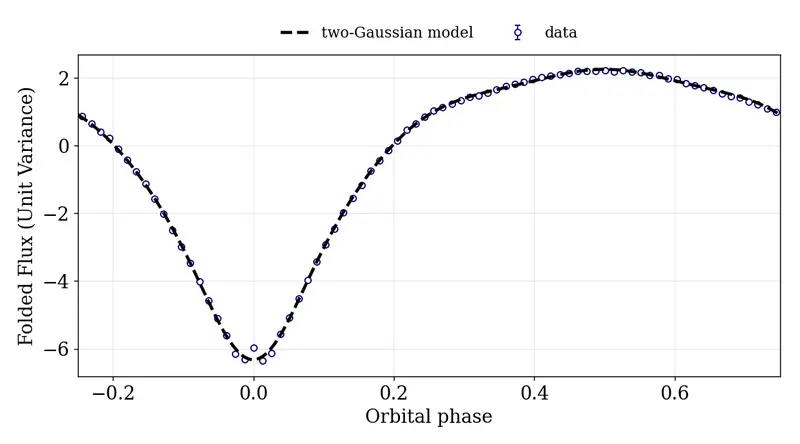 two-Gaussian model
data
Folded Flux (Unit Variance)
2
0
−2
−4
−6
−0.2
0.0
0.2
0.4
0.6
Orbital phase